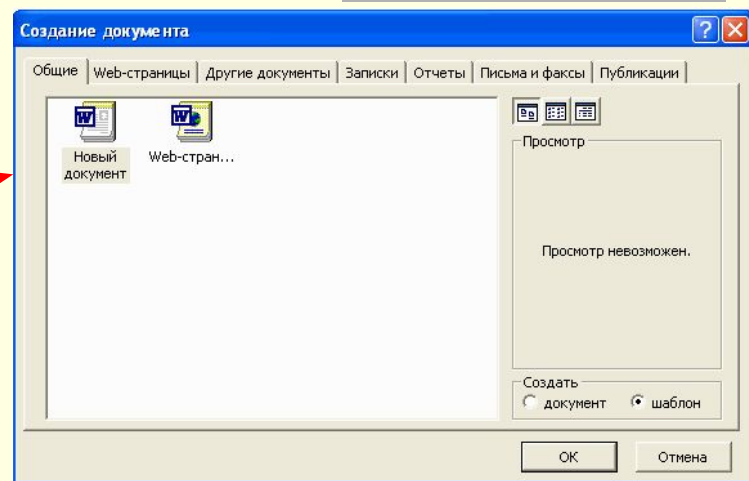 Создание документа
Общие Web-страницы Другие документы Записки Отчеты Письма и факсы Публикации
Новый документ
Web-стран...
Просмотр
Просмотр невозможен.
Создать
документ шаблон
ОК Отмена